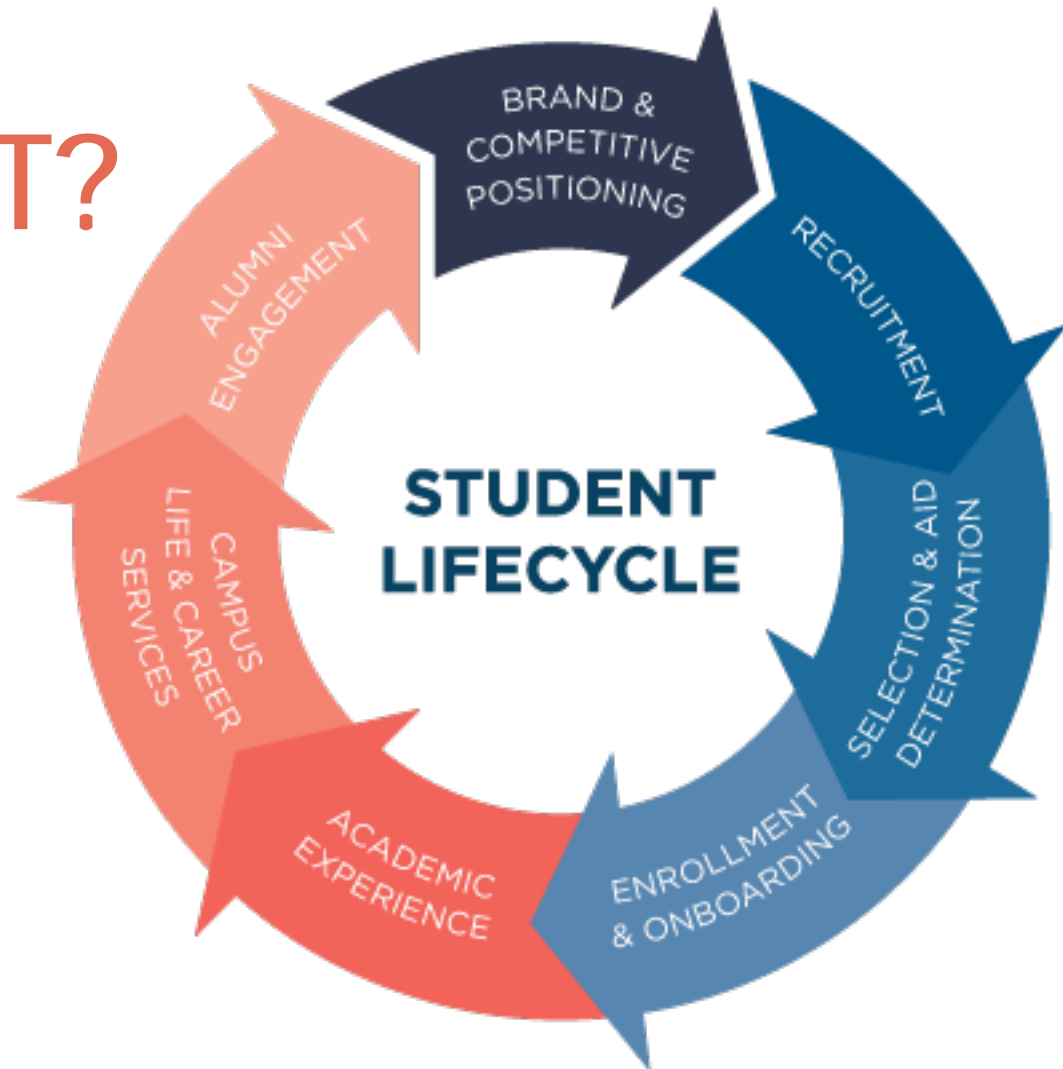 T?
BRAND &
COMPETITIVE
POSITIONING
RECRUITMENT
SELECTION & AID
DETERMINATION
ENROLLMENT
& ONBOARDING
ACADEMIC
EXPERIENCE
CAMPUS
LIFE & CAREER
SERVICES
ALUMNI
ENGAGEMENT
STUDENT
LIFECYCLE